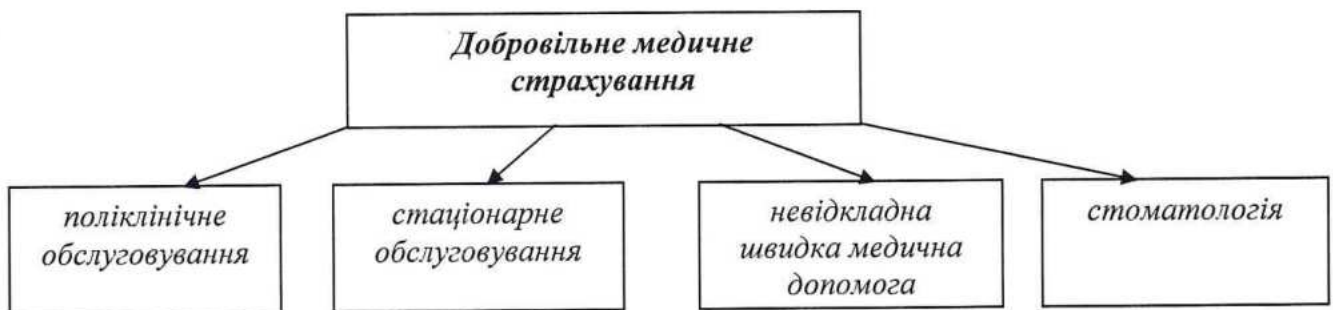 Добровільне медичне
страхування
поліклінічне
обслуговування
стаціонарне
обслуговування
невідкладна
швидка медична
допомога
стоматологія